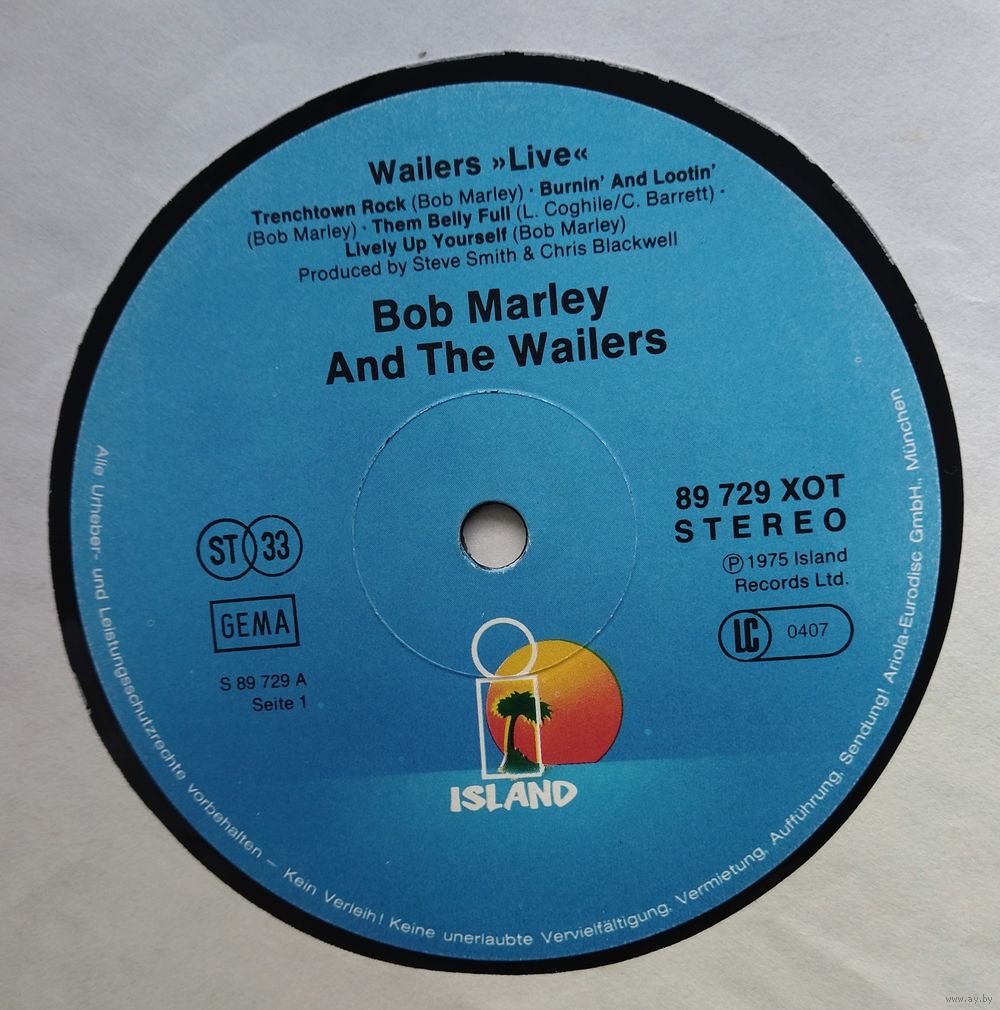 Wailers »Live«
Trenchtown Rock (Bob Marley) · Burnin' And Lootin'
(Bob Marley) · Them Belly Full (L. Coghile/C. Barrett) ·
Lively Up Yourself (Bob Marley)
Produced by Steve Smith & Chris Blackwell
Bob Marley
And The Wailers
89 729 XOT
STEREO
Ⓟ 1975 Island
Records Ltd.
LC 0407
ST 33
GEMA
S 89 729 A
Seite 1
ISLAND
Alle Urheber- und Leistungsschutzrechte vorbehalten – Kein Verleih! Keine unerlaubte Vervielfältigung, Vermietung, Aufführung, Sendung! Ariola-Eurodisc GmbH., München
www.ay.by